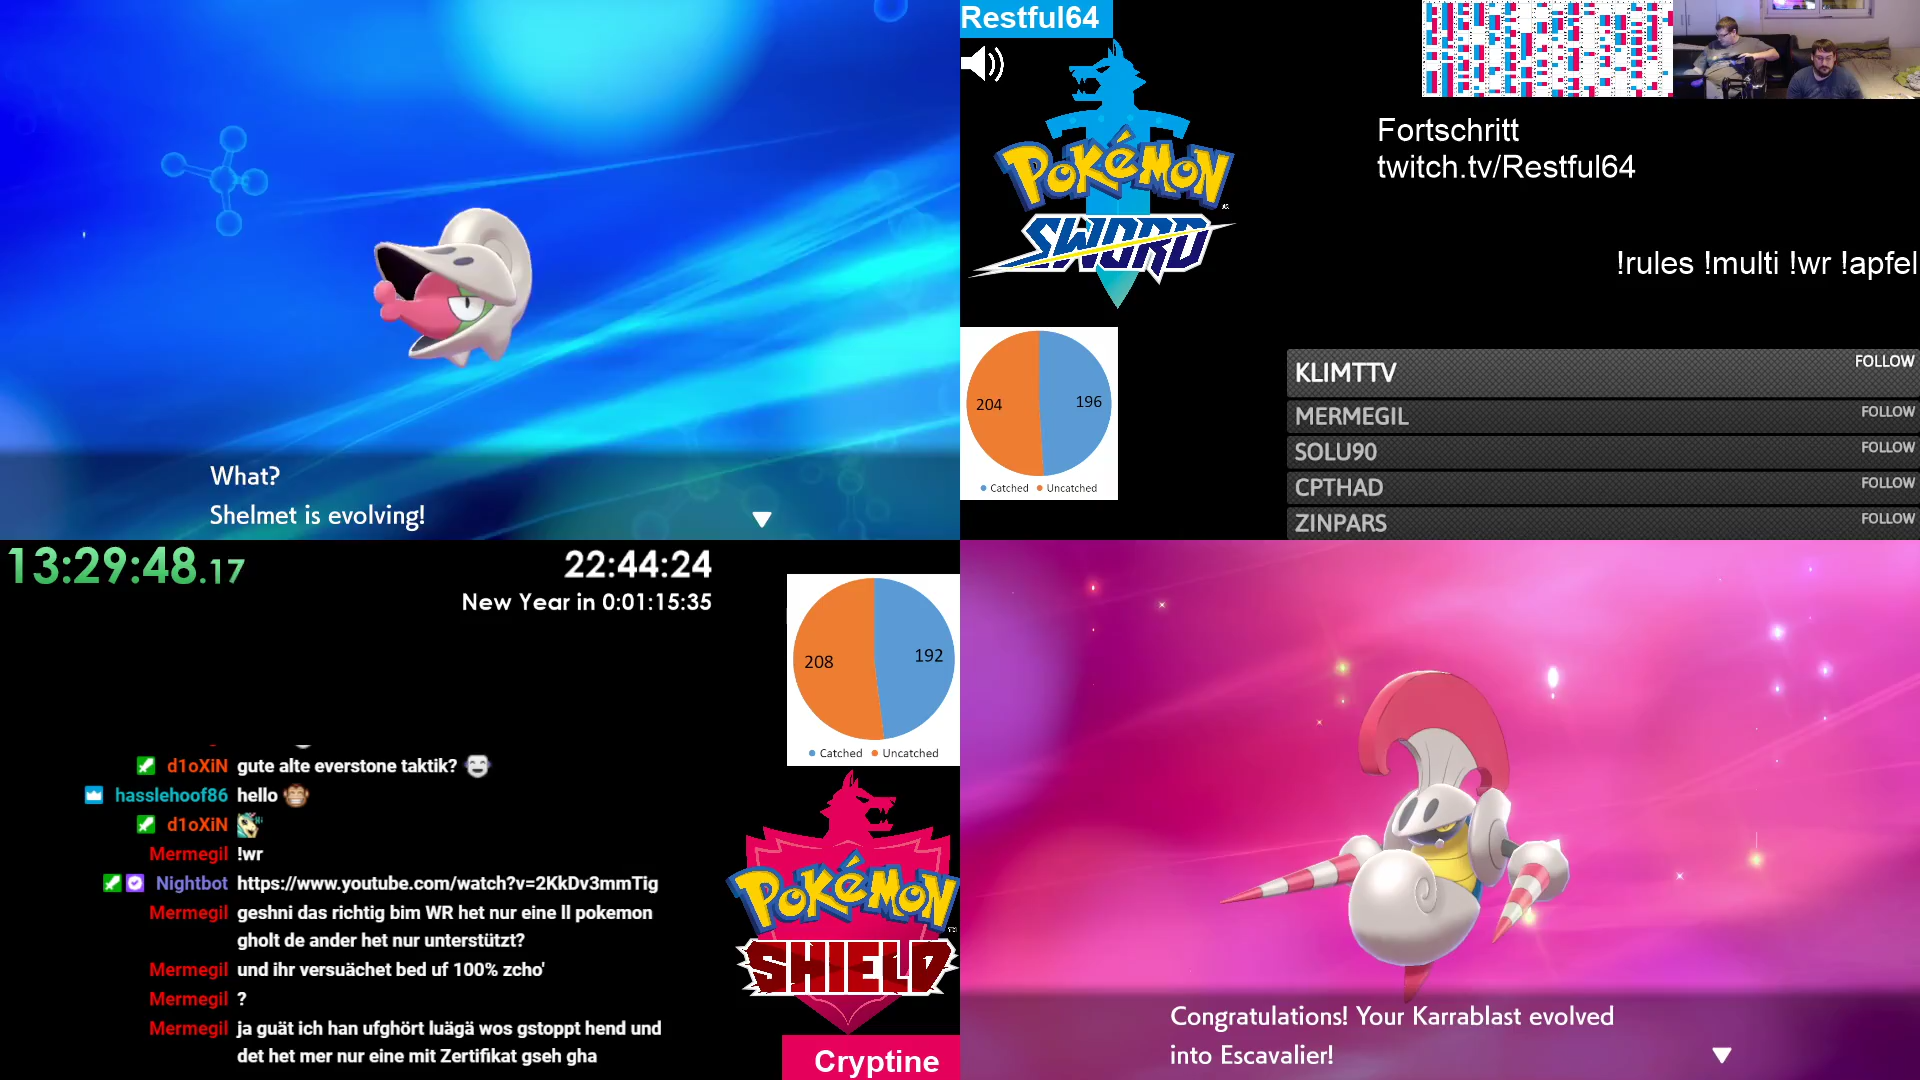 What?
Shelmet is evolving!
Restful64
POKéMON
SWORD
Fortschritt
twitch.tv/Restful64
!rules !multi !wr !apfel
204
196
Catched Uncatched
KLIMTTV FOLLOW
MERMEGIL FOLLOW
SOLU90 FOLLOW
CPTHAD FOLLOW
ZINPARS FOLLOW
13:29:48.17
22:44:24
New Year in 0:01:15:35
208
192
Catched Uncatched
d1oXiN gute alte everstone taktik?
hasslehoof86 hello
d1oXiN
Mermegil !wr
Nightbot https://www.youtube.com/watch?v=2KkDv3mmTig
Mermegil geshni das richtig bim WR het nur eine ll pokemon
gholt de ander het nur unterstützt?
Mermegil und ihr versuächet bed uf 100% zcho'
Mermegil ?
Mermegil ja guät ich han ufghört luägä wos gstoppt hend und
det het mer nur eine mit Zertifikat gseh gha
POKéMON
SHIELD
Cryptine
Congratulations! Your Karrablast evolved
into Escavalier!